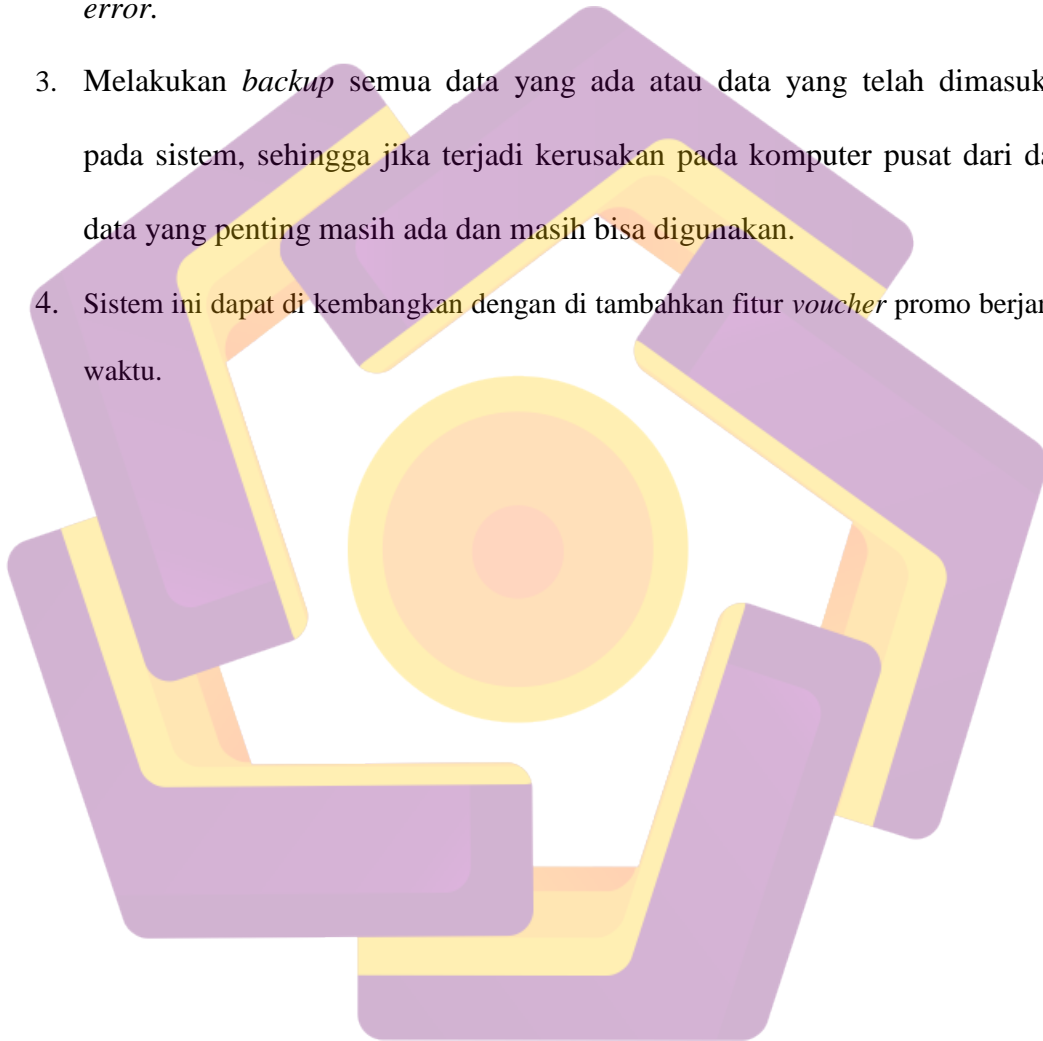 error.
3. Melakukan backup semua data yang ada atau data yang telah dimasuk
pada sistem, sehingga jika terjadi kerusakan pada komputer pusat dari da
data yang penting masih ada dan masih bisa digunakan.
4. Sistem ini dapat di kembangkan dengan di tambahkan fitur voucher promo berjan
waktu.